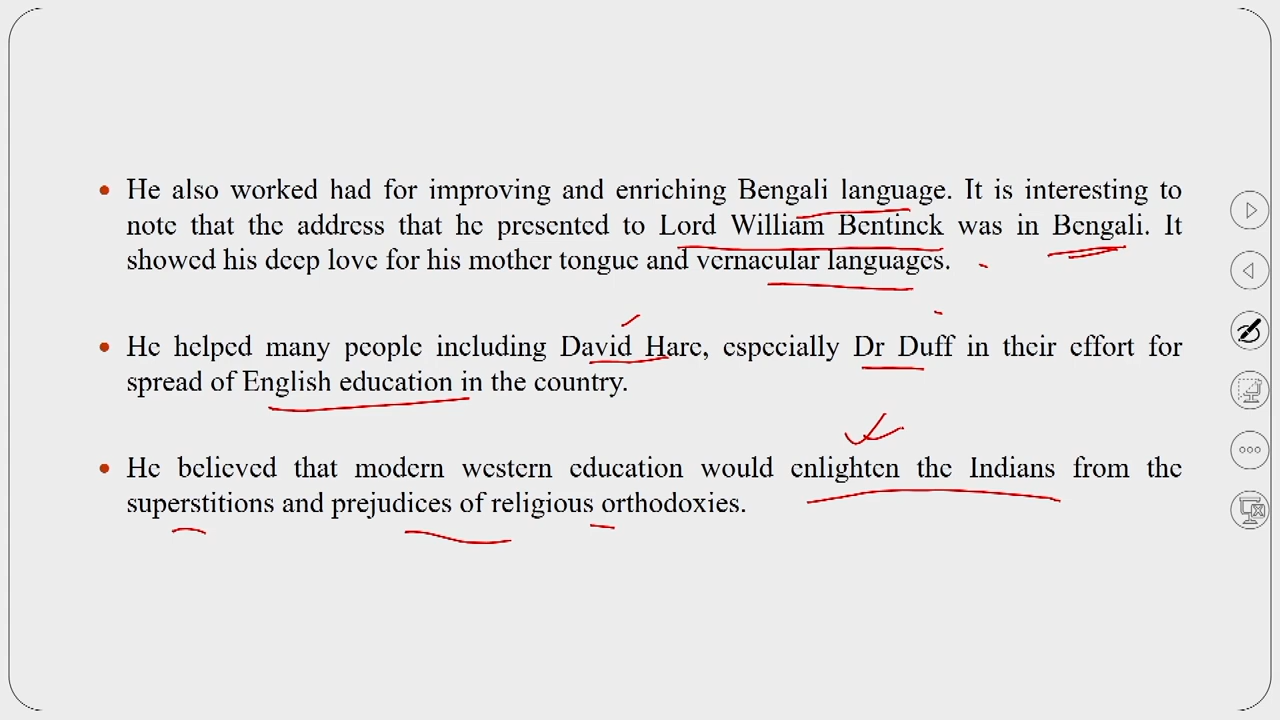 • He also worked had for improving and enriching Bengali language. It is interesting to
note that the address that he presented to Lord William Bentinck was in Bengali. It
showed his deep love for his mother tongue and vernacular languages.
• He helped many people including David Hare, especially Dr Duff in their effort for
spread of English education in the country.
• He believed that modern western education would enlighten the Indians from the
superstitions and prejudices of religious orthodoxies.